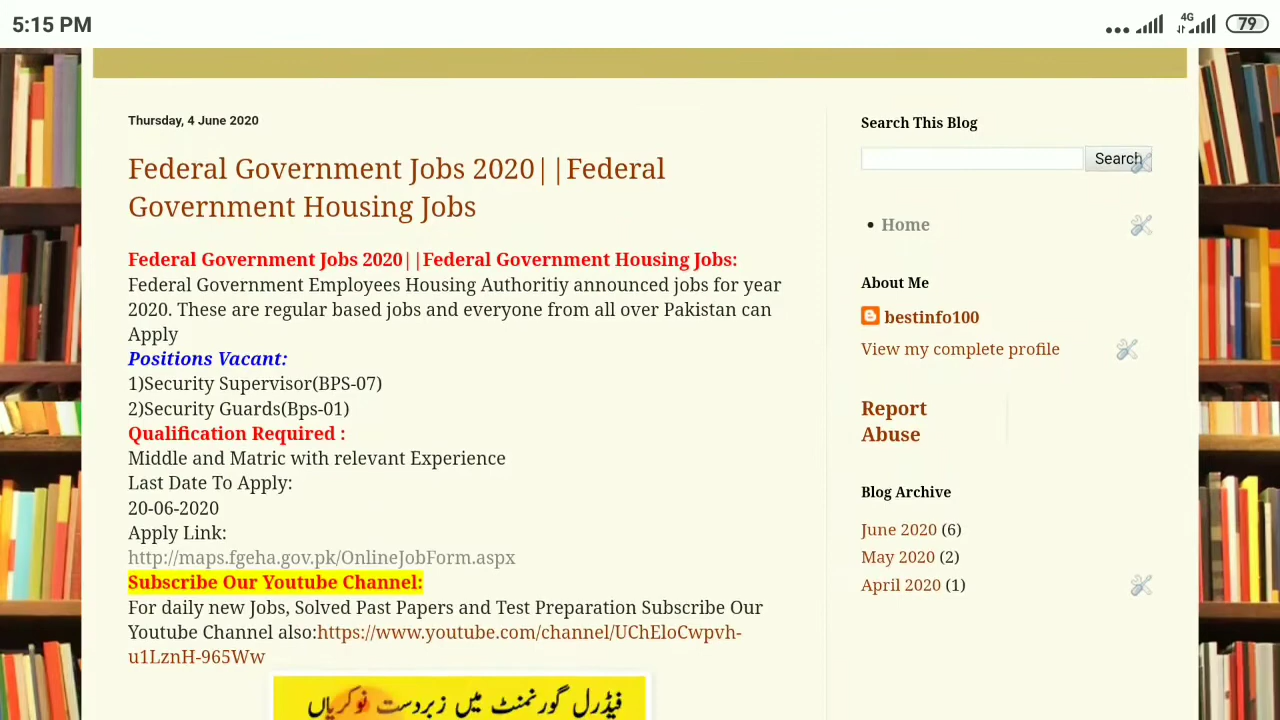 5:15 PM
4G
79
Thursday, 4 June 2020
Federal Government Jobs 2020||Federal
Government Housing Jobs
Federal Government Jobs 2020||Federal Government Housing Jobs:
Federal Government Employees Housing Authoritiy announced jobs for year
2020. These are regular based jobs and everyone from all over Pakistan can
Apply
Positions Vacant:
1)Security Supervisor(BPS-07)
2)Security Guards(Bps-01)
Qualification Required :
Middle and Matric with relevant Experience
Last Date To Apply:
20-06-2020
Apply Link:
http://maps.fgeha.gov.pk/OnlineJobForm.aspx
Subscribe Our Youtube Channel:
For daily new Jobs, Solved Past Papers and Test Preparation Subscribe Our
Youtube Channel also:https://www.youtube.com/channel/UChEloCwpvh-
u1LznH-965Ww
فیڈرل گورنمنٹ میں زبردست نوکریاں
Search This Blog
Search
Home
About Me
bestinfo100
View my complete profile
Report
Abuse
Blog Archive
June 2020 (6)
May 2020 (2)
April 2020 (1)